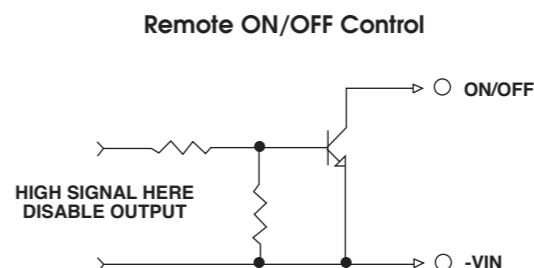 Remote ON/OFF Control
ON/OFF
HIGH SIGNAL HERE
DISABLE OUTPUT
-VIN